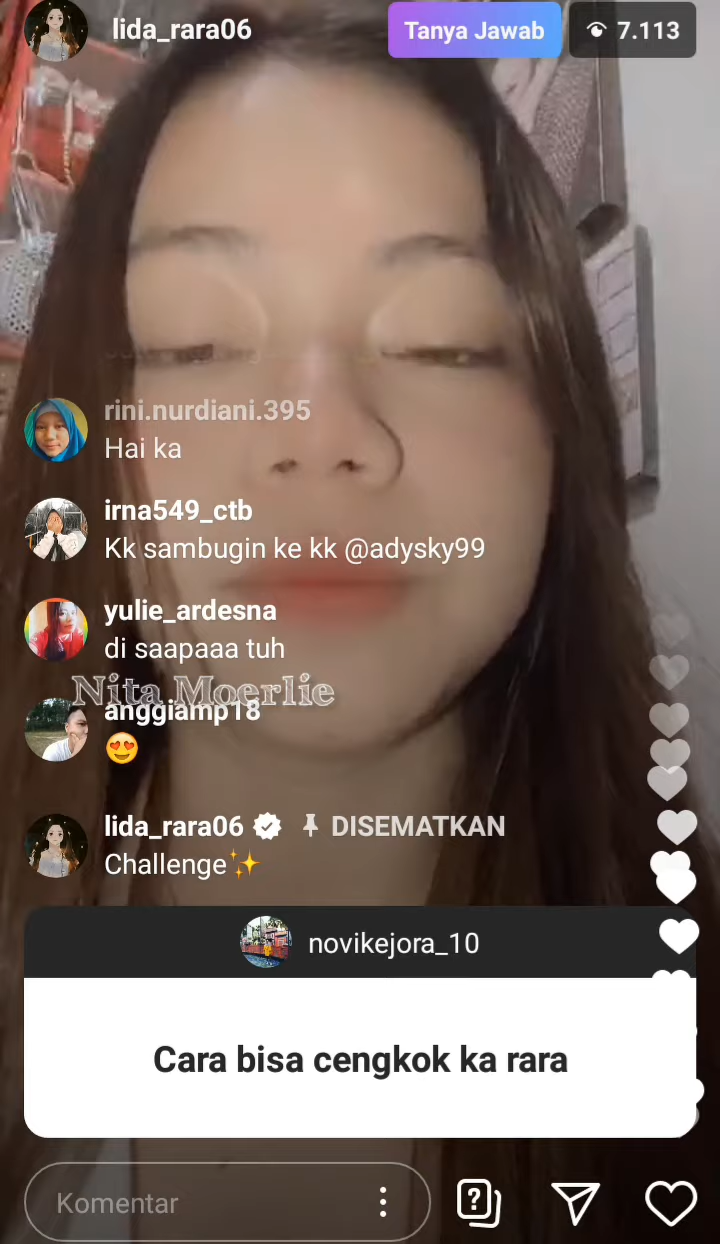 lida_rara06
Tanya Jawab
7.113
rini.nurdiani.395
Hai ka
irna549_ctb
Kk sambugin ke kk @adysky99
yulie_ardesna
di saapaaa tuh
Nita Moerlie
anggiamp18
😍
lida_rara06 DISEMATKAN
Challenge✨
novikejora_10
Cara bisa cengkok ka rara
Komentar